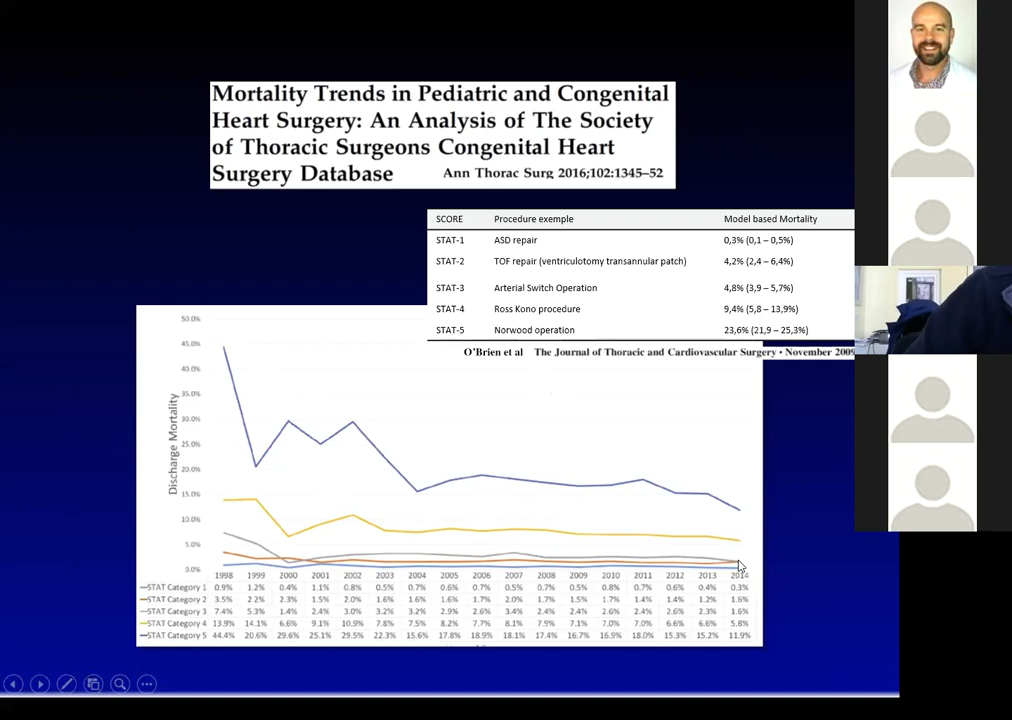 Mortality Trends in Pediatric and Congenital
Heart Surgery: An Analysis of The Society
of Thoracic Surgeons Congenital Heart
Surgery Database Ann Thorac Surg 2016;102:1345–52
SCORE Procedure exemple Model based Mortality
STAT-1 ASD repair 0,3% (0,1 – 0,5%)
STAT-2 TOF repair (ventriculotomy transannular patch) 4,2% (2,4 – 6,4%)
STAT-3 Arterial Switch Operation 4,8% (3,9 – 5,7%)
STAT-4 Ross Kono procedure 9,4% (5,8 – 13,9%)
STAT-5 Norwood operation 23,6% (21,9 – 25,3%)
O'Brien et al The Journal of Thoracic and Cardiovascular Surgery • November 2009
50.0%
45.0%
40.0%
35.0%
30.0%
25.0%
20.0%
15.0%
10.0%
5.0%
0.0%
Discharge Mortality
1998 1999 2000 2001 2002 2003 2004 2005 2006 2007 2008 2009 2010 2011 2012 2013 2014
STAT Category 1 0.9% 1.2% 0.4% 1.1% 0.8% 0.5% 0.7% 0.6% 0.7% 0.5% 0.7% 0.5% 0.8% 0.7% 0.6% 0.4% 0.3%
STAT Category 2 3.5% 2.2% 2.3% 1.5% 2.0% 1.6% 1.6% 1.6% 1.7% 2.0% 1.7% 1.5% 1.7% 1.4% 1.4% 1.2% 1.6%
STAT Category 3 7.4% 5.3% 1.4% 2.4% 3.0% 3.2% 3.2% 2.9% 2.6% 3.4% 2.4% 2.4% 2.6% 2.4% 2.6% 2.3% 1.6%
STAT Category 4 13.9% 14.1% 6.6% 9.1% 10.9% 7.8% 7.5% 8.2% 7.7% 8.1% 7.9% 7.1% 7.0% 7.0% 6.6% 6.6% 5.8%
STAT Category 5 44.4% 20.6% 29.6% 25.1% 29.5% 22.3% 15.6% 17.8% 18.9% 18.1% 17.4% 16.7% 16.9% 18.0% 15.3% 15.2% 11.9%